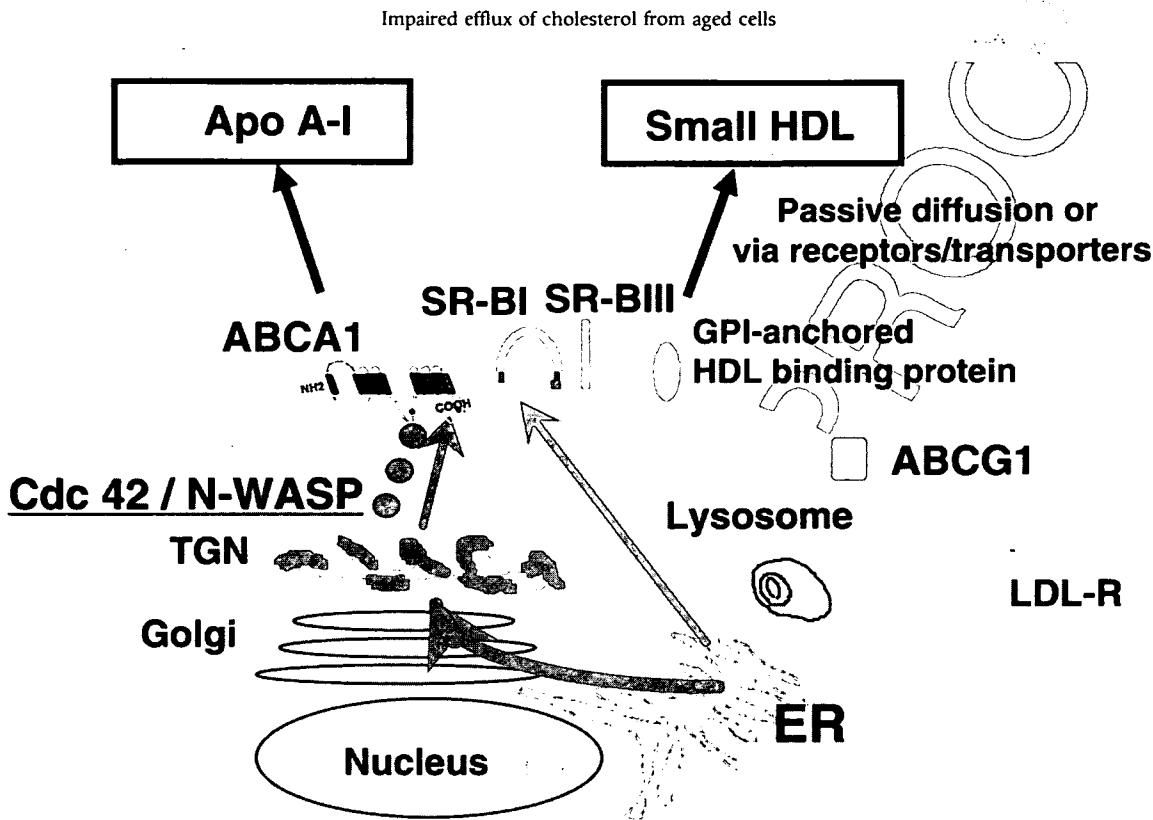 Impaired efflux of cholesterol from aged cells
Apo A-I
Small HDL
Passive diffusion or
via receptors/transporters
SR-BI
SR-BIII
ABCA1
GPI-anchored
HDL binding protein
NH2
COOH
ABCG1
Cdc 42 / N-WASP
Lysosome
TGN
LDL-R
Golgi
ER
Nucleus